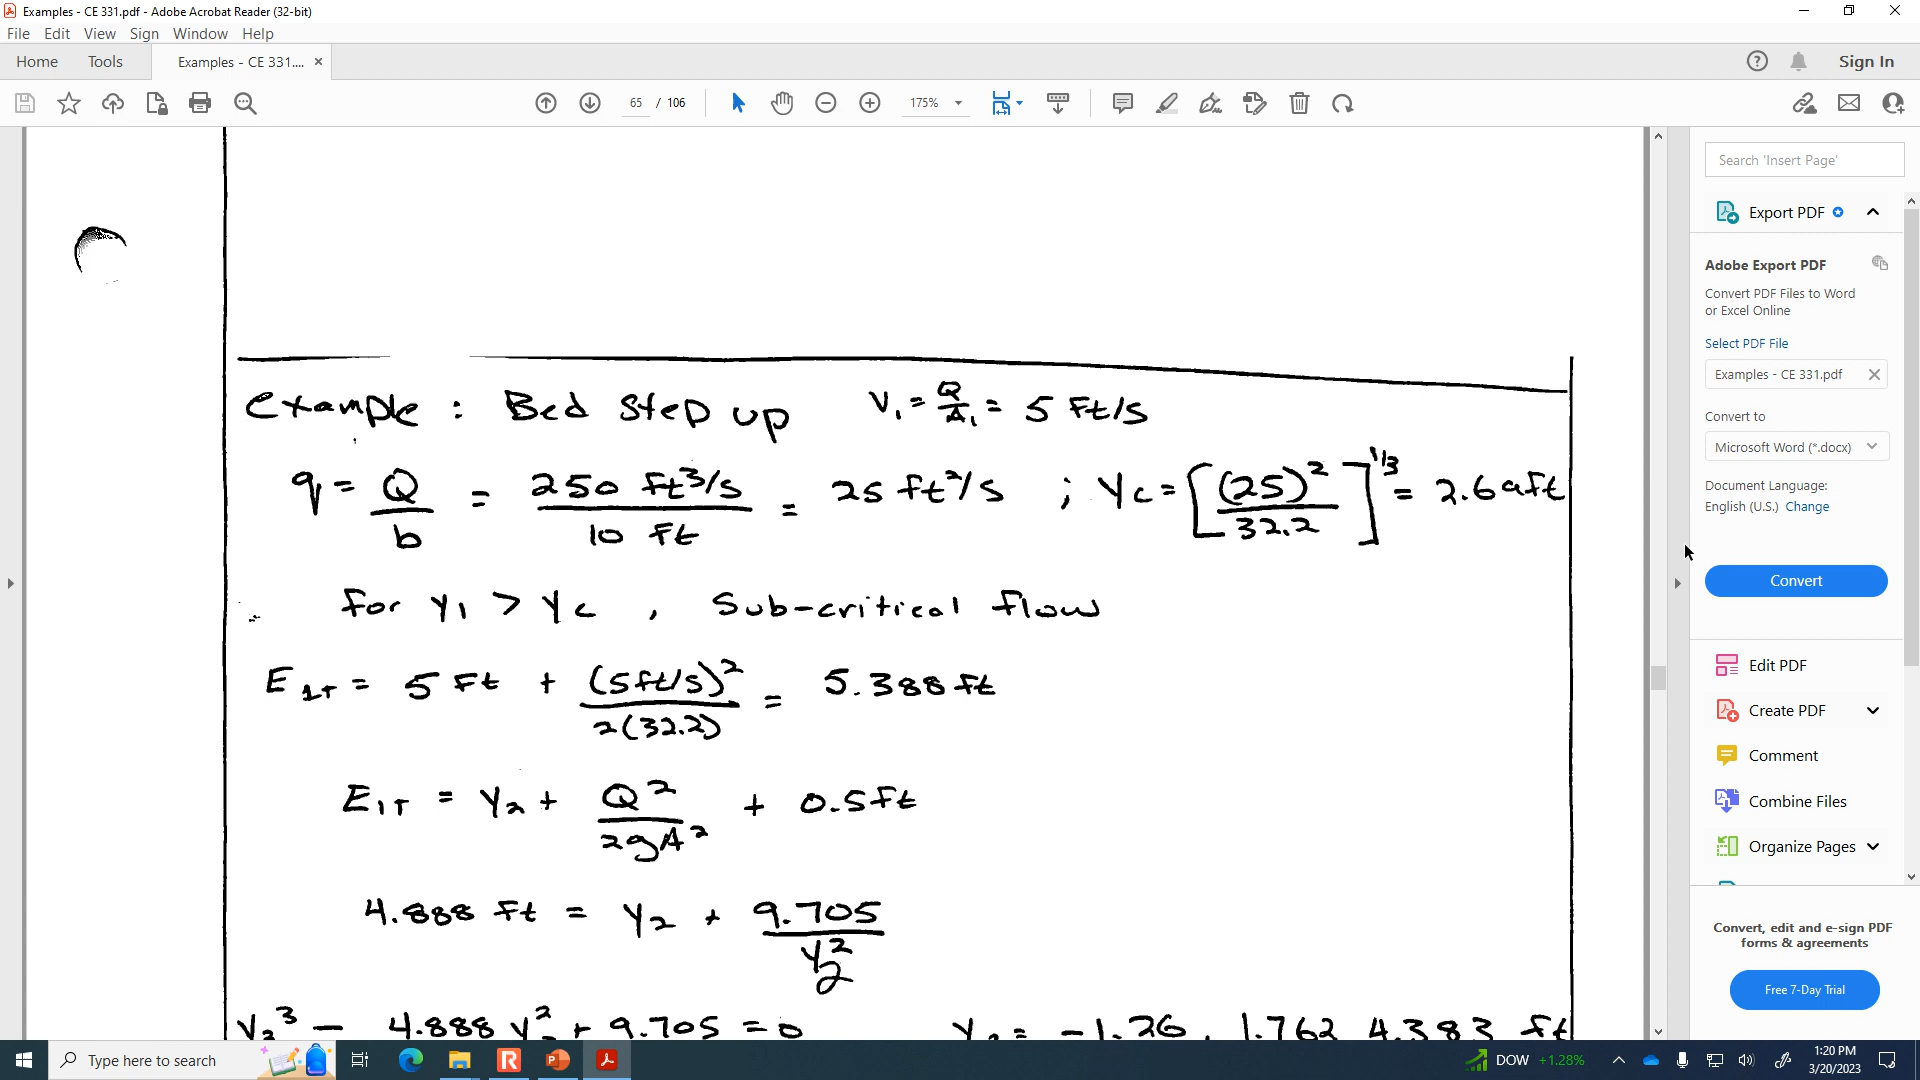 Examples - CE 331.pdf - Adobe Acrobat Reader (32-bit)
File Edit View Sign Window Help
Home Tools Examples - CE 331.... × Sign In
65 / 106 175%
example : Bed Step up V₁ = Q/A₁ = 5 ft/s
q = Q/b = 250 ft³/s / 10 ft = 25 ft²/s ; Yc = [(25)²/32.2]^1/3 = 2.69ft
for y₁ > Yc , Sub-critical flow
E₁T = 5 ft + (5ft/s)²/2(32.2) = 5.388 ft
E₁T = Y₂ + Q²/2gA² + 0.5ft
4.888 ft = Y₂ + 9.705/Y₂²
Y₂³ - 4.888 Y₂² + 9.705 = 0 Y₂ = -1.26, 1.762 4.383 ft
Search 'Insert Page'
Export PDF
Adobe Export PDF
Convert PDF Files to Word
or Excel Online
Select PDF File
Examples - CE 331.pdf
Convert to
Microsoft Word (*.docx)
Document Language:
English (U.S.) Change
Convert
Edit PDF
Create PDF
Comment
Combine Files
Organize Pages
Convert, edit and e-sign PDF
forms & agreements
Free 7-Day Trial
Type here to search
DOW +1.28%
1:20 PM
3/20/2023